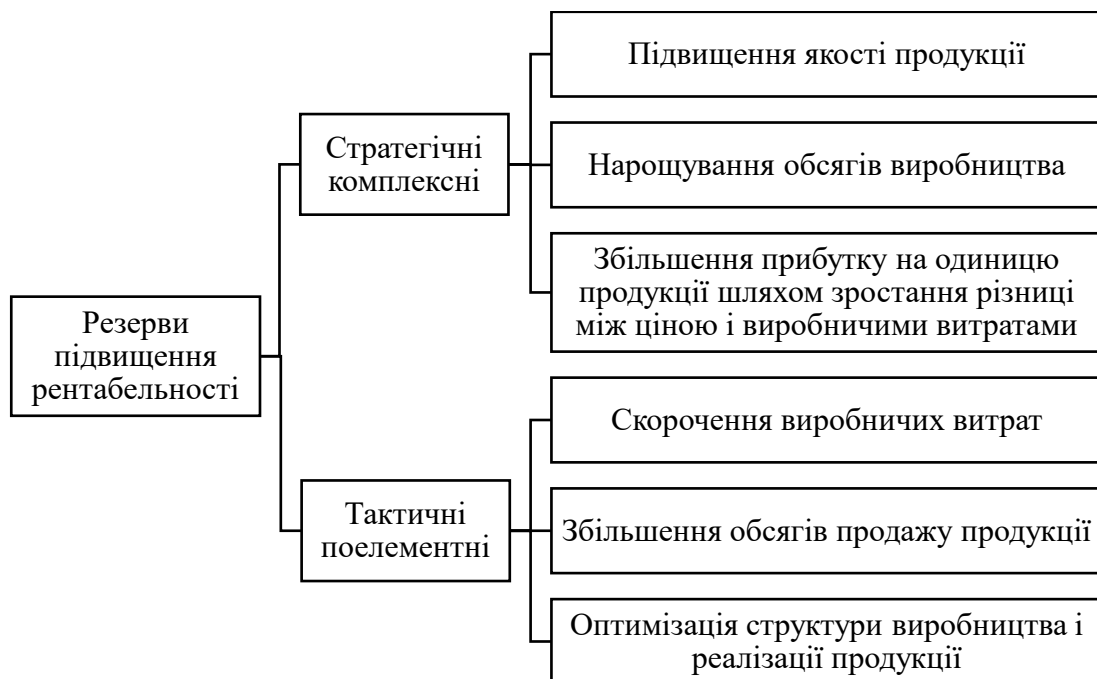 Резерви
підвищення
рентабельності
Стратегічні
комплексні
Підвищення якості продукції
Нарощування обсягів виробництва
Збільшення прибутку на одиницю
продукції шляхом зростання різниці
між ціною і виробничими витратами
Тактичні
поелементні
Скорочення виробничих витрат
Збільшення обсягів продажу продукції
Оптимізація структури виробництва і
реалізації продукції